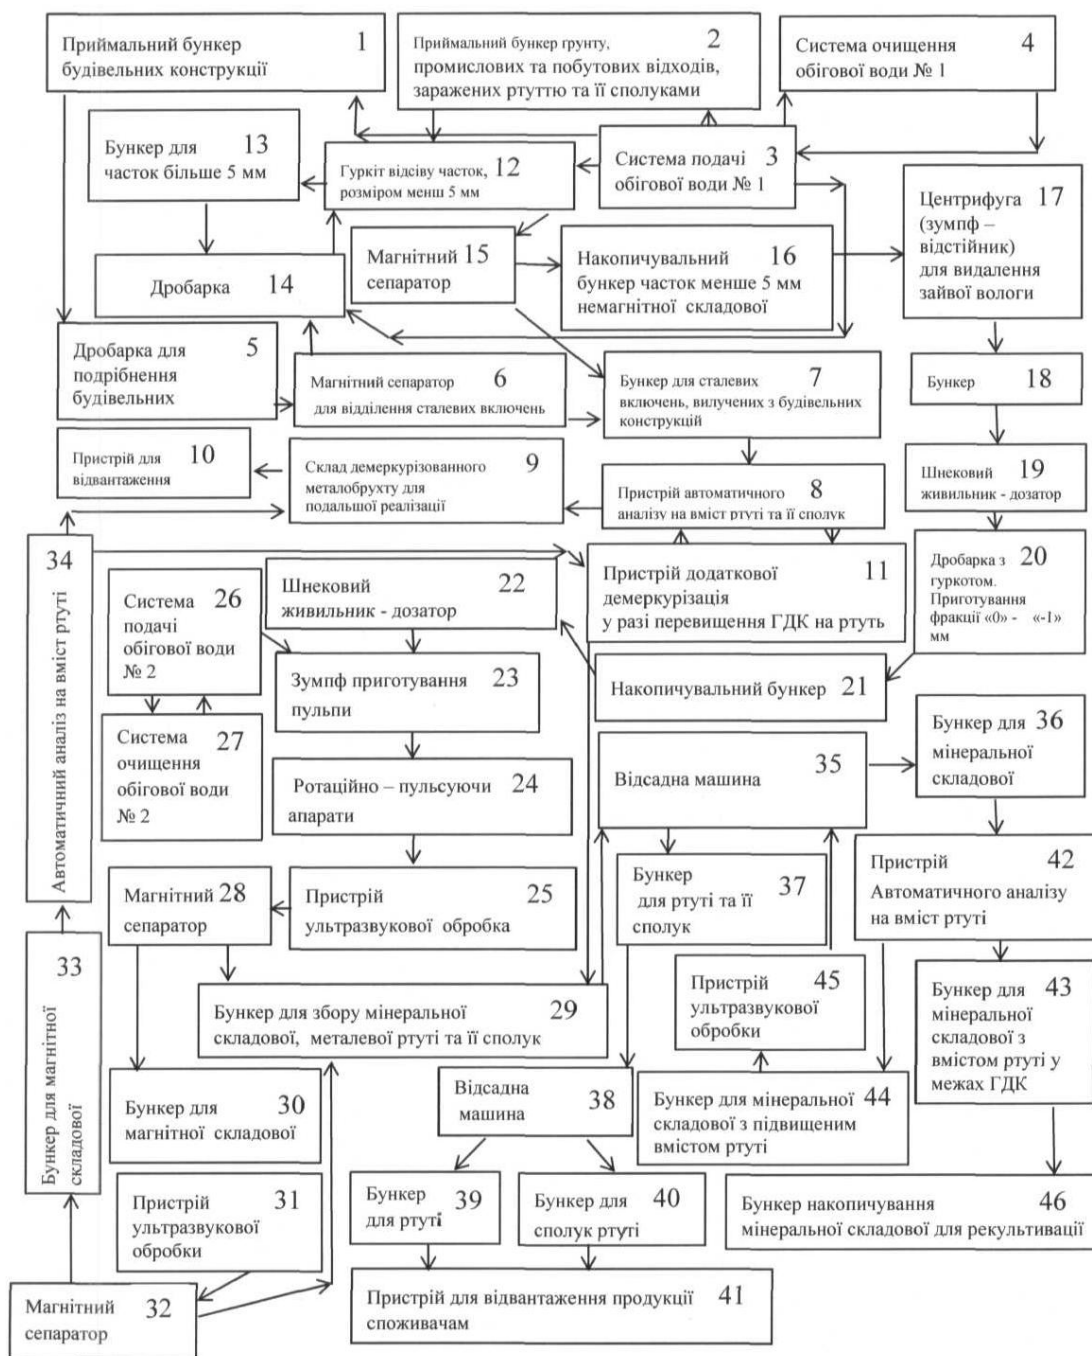 Приймальний бункер 1
будівельних конструкції
Приймальний бункер ґрунту, 2
промислових та побутових відходів,
заражених ртуттю та її сполуками
Система очищення 4
обігової води № 1
Бункер для 13
часток більше 5 мм
Гуркіт відсіву часток, 12
розміром менш 5 мм
Система подачі 3
обігової води № 1
Центрифуга 17
(зумпф –
відстійник)
для видалення
зайвої вологи
Дробарка 14
Магнітний 15
сепаратор
Накопичувальний 16
бункер часток менше 5 мм
немагнітної складової
Дробарка для 5
подрібнення
будівельних
Магнітний сепаратор 6
для відділення сталевих включень
Бункер для сталевих 7
включень, вилучених з будівельних
конструкцій
Бункер 18
Пристрій для 10
відвантаження
Склад демеркурізованного 9
металобрухту для
подальшої реалізації
Пристрій автоматичного 8
аналізу на вміст ртуті та її сполук
Шнековий 19
живильник - дозатор
34
Автоматичний аналіз на вміст ртуті
Система 26
подачі
обігової води
№ 2
Шнековий 22
живильник - дозатор
Пристрій додаткової 11
демеркурізація
у разі перевищення ГДК на ртуть
Дробарка з 20
гуркотом.
Приготування
фракції «0» - «-1»
мм
Зумпф приготування 23
пульпи
Накопичувальний бункер 21
Система 27
очищення
обігової води
№ 2
Ротаційно – пульсуючи 24
апарати
Відсадна машина 35
Бункер для 36
мінеральної
складової
Магнітний 28
сепаратор
Пристрій 25
ультразвукової обробка
Бункер 37
для ртуті та її
сполук
Пристрій 42
Автоматичного аналізу
на вміст ртуті
33
Бункер для магнітної
складової
Бункер для збору мінеральної 29
складової, металевої ртуті та її сполук
Пристрій 45
ультразвукової
обробки
Бункер для 43
мінеральної
складової з
вмістом ртуті у
межах ГДК
Бункер для 30
магнітної складової
Відсадна 38
машина
Бункер для мінеральної 44
складової з підвищеним
вмістом ртуті
Пристрій 31
ультразвукової
обробки
Бункер 39
для ртуті
Бункер для 40
сполук ртуті
Бункер накопичування 46
мінеральної складової для рекультивації
Магнітний 32
сепаратор
Пристрій для відвантаження продукції 41
споживачам